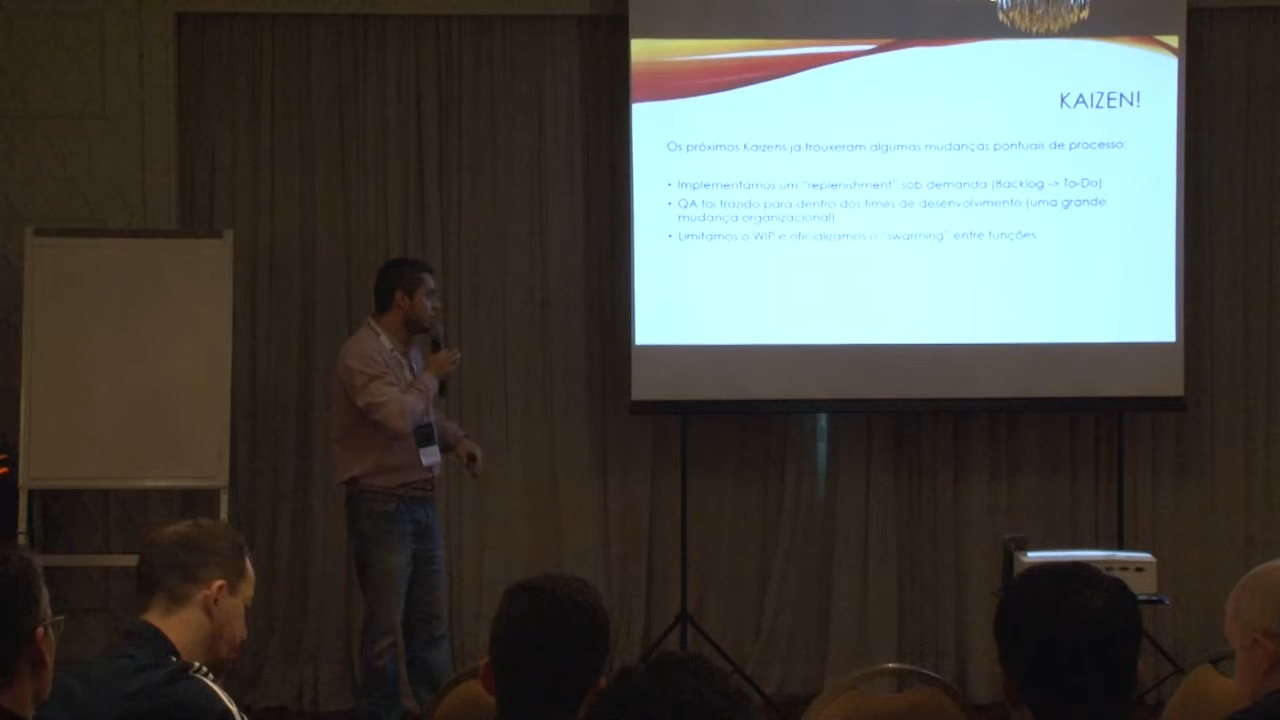 KAIZEN!
Os próximos Kaizens já trouxeram algumas mudanças pontuais de processo:
• Implementamos um "replenishment" sob demanda (Backlog -> To-Do)
• QA foi trazido para dentro dos times de desenvolvimento (uma grande
mudança organizacional)
• Limitamos o WIP e oficializamos o "swarming" entre funções